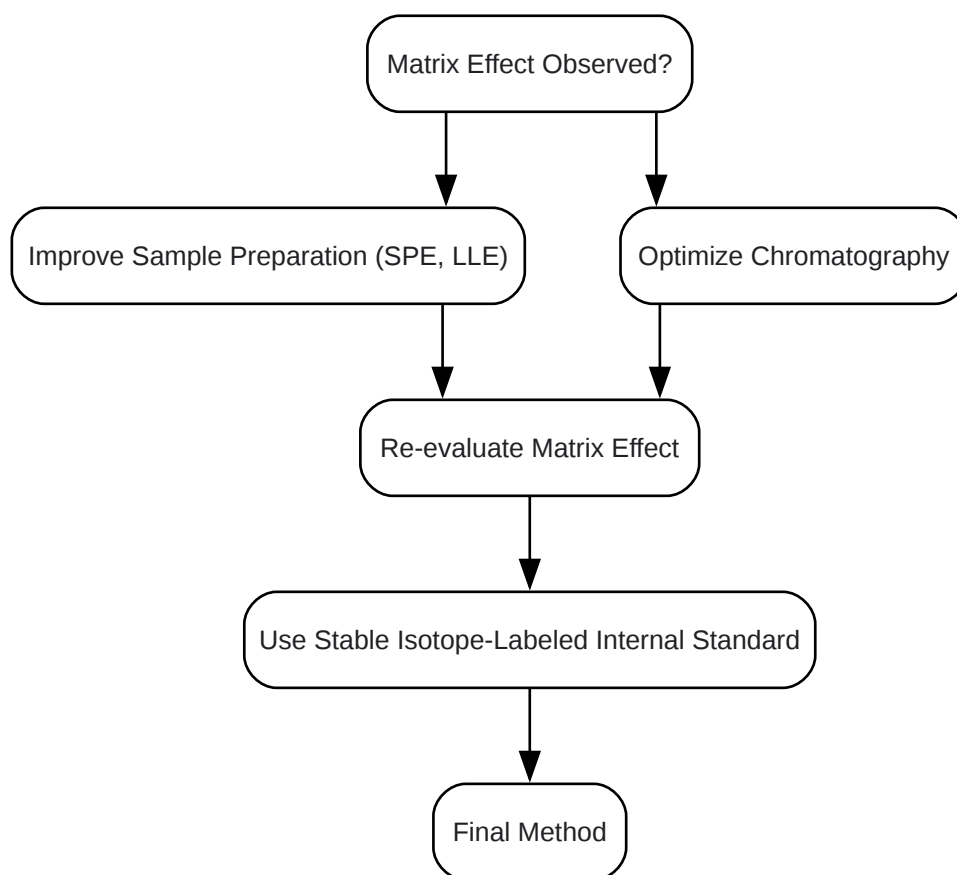 Matrix Effect Observed?
Improve Sample Preparation (SPE, LLE)
Optimize Chromatography
Re-evaluate Matrix Effect
Use Stable Isotope-Labeled Internal Standard
Final Method